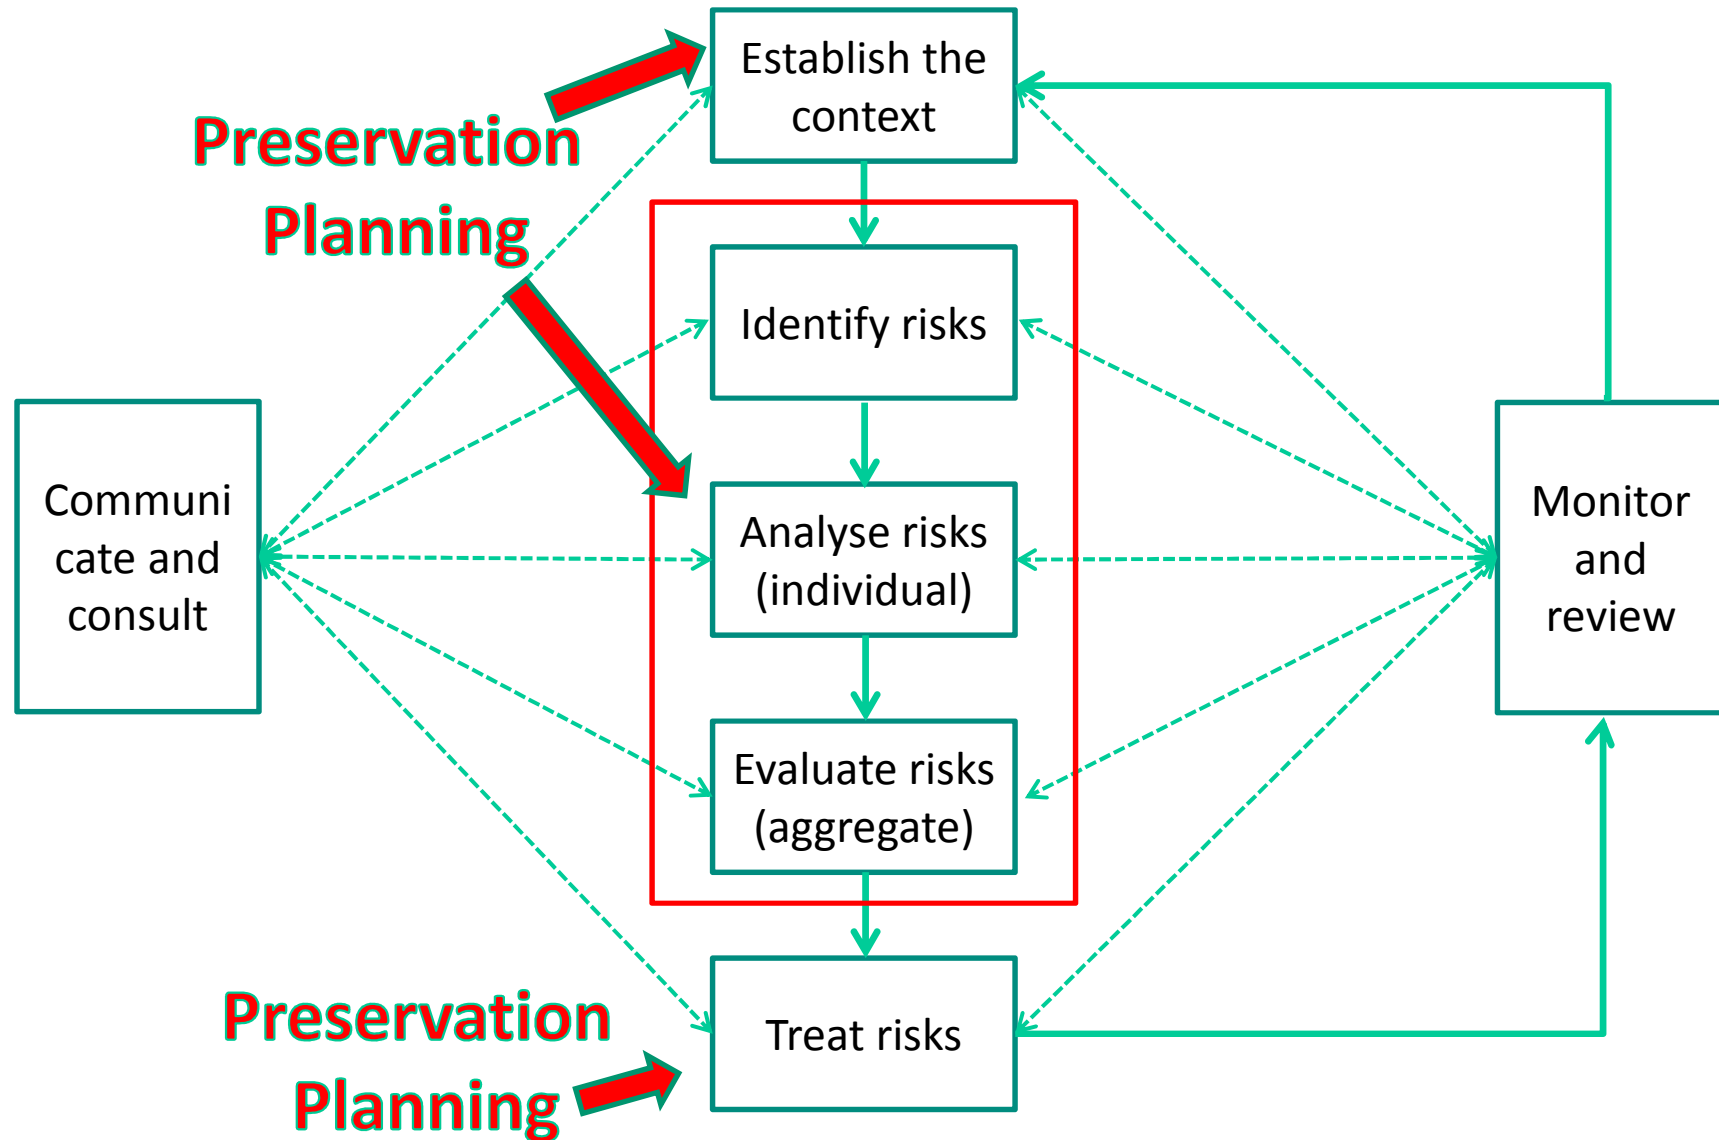 Establish the
context
Preservation
Planning
Identify risks
Communi
cate and
consult
Analyse risks
(individual)
Monitor
and
review
Evaluate risks
(aggregate)
Preservation
Planning
Treat risks